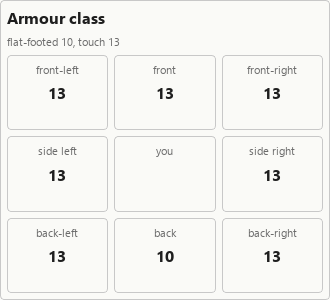 Armour class
flat-footed 10, touch 13
front-left front front-right
13 13 13
side left you side right
13 13
back-left back back-right
13 10 13